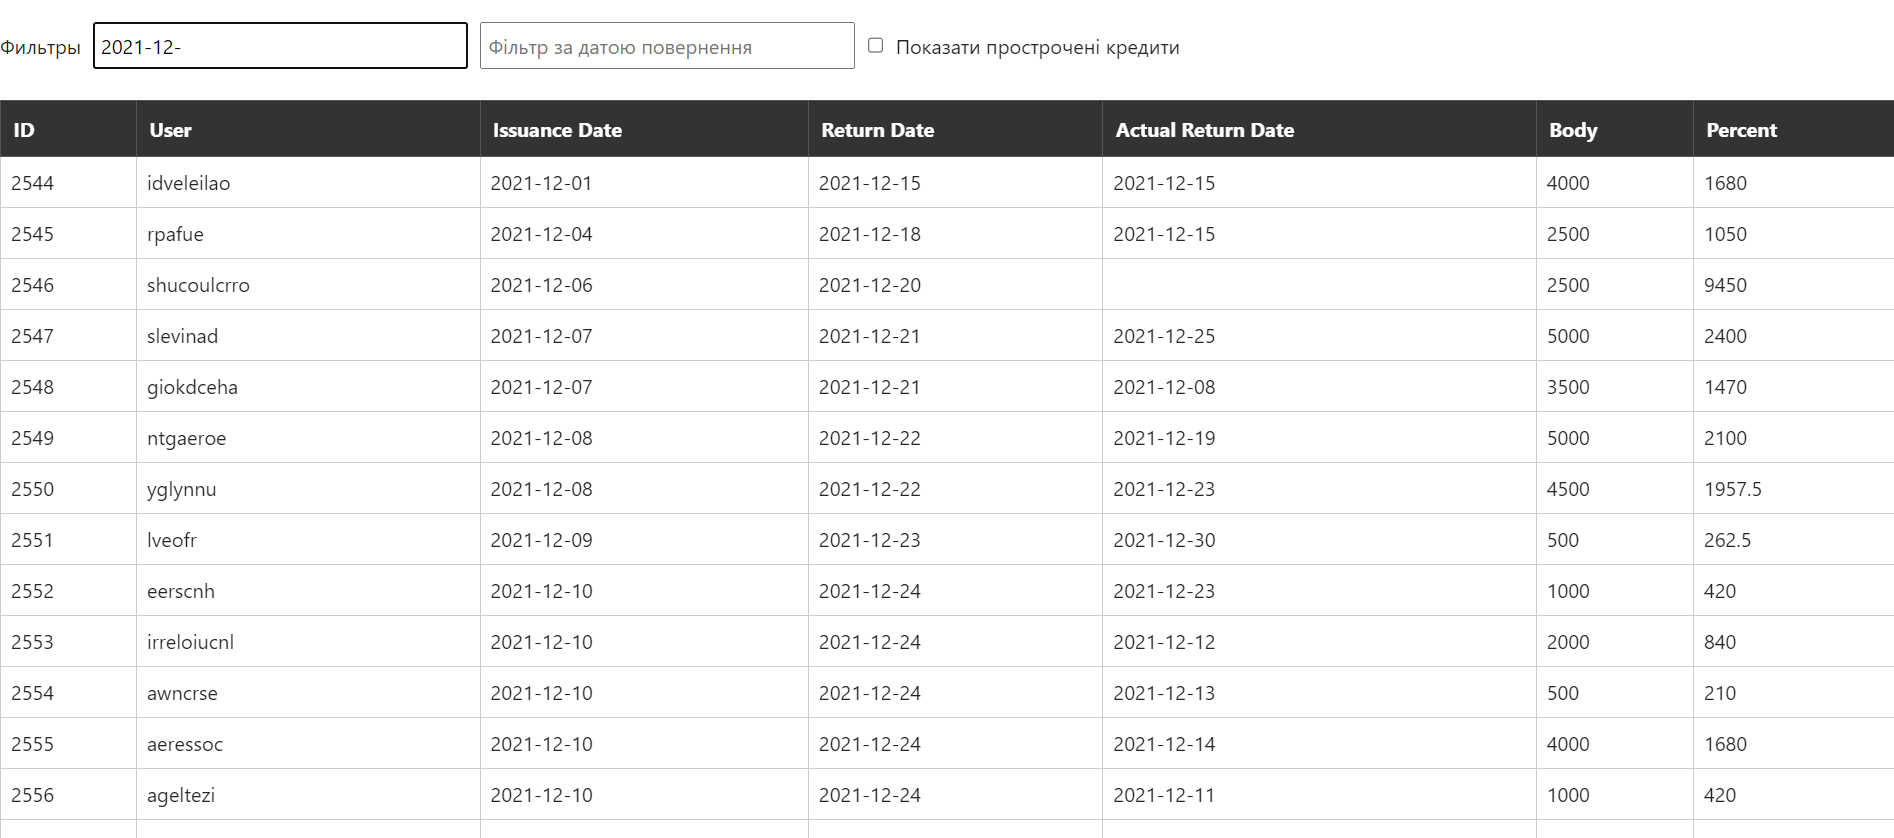 Фильтры 2021-12- Фільтр за датою повернення Показати прострочені кредити
ID User Issuance Date Return Date Actual Return Date Body Percent
2544 idveleilao 2021-12-01 2021-12-15 2021-12-15 4000 1680
2545 rpafue 2021-12-04 2021-12-18 2021-12-15 2500 1050
2546 shucoulcrro 2021-12-06 2021-12-20 2500 9450
2547 slevinad 2021-12-07 2021-12-21 2021-12-25 5000 2400
2548 giokdceha 2021-12-07 2021-12-21 2021-12-08 3500 1470
2549 ntgaeroe 2021-12-08 2021-12-22 2021-12-19 5000 2100
2550 yglynnu 2021-12-08 2021-12-22 2021-12-23 4500 1957.5
2551 lveofr 2021-12-09 2021-12-23 2021-12-30 500 262.5
2552 eerscnh 2021-12-10 2021-12-24 2021-12-23 1000 420
2553 irreloiucnl 2021-12-10 2021-12-24 2021-12-12 2000 840
2554 awncrse 2021-12-10 2021-12-24 2021-12-13 500 210
2555 aeressoc 2021-12-10 2021-12-24 2021-12-14 4000 1680
2556 ageltezi 2021-12-10 2021-12-24 2021-12-11 1000 420